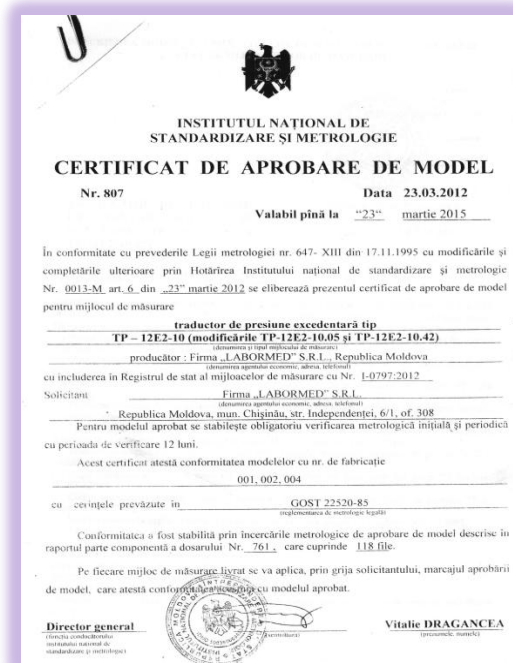 INSTITUTUL NAȚIONAL DE
STANDARDIZARE ȘI METROLOGIE
CERTIFICAT DE APROBARE DE MODEL
Nr. 807 Data 23.03.2012
Valabil pînă la "23" martie 2015
În conformitate cu prevederile Legii metrologiei nr. 647- XIII din 17.11.1995 cu modificările și
completările ulterioare prin Hotărîrea Institutului național de standardizare și metrologie
Nr. 0013-M art. 6 din „23" martie 2012 se eliberează prezentul certificat de aprobare de model
pentru mijlocul de măsurare
traductor de presiune excedentară tip
TP – 12E2-10 (modificările TP-12E2-10.05 și TP-12E2-10.42)
(denumirea și tipul mijlocului de măsurare)
producător : Firma „LABORMED" S.R.L., Republica Moldova
(denumirea agentului economic, adresa, telefonul)
cu includerea în Registrul de stat al mijloacelor de măsurare cu Nr. I-0797:2012
Solicitant Firma „LABORMED" S.R.L.
(denumirea agentului economic, adresa, telefonul)
Republica Moldova, mun. Chișinău, str. Independenței, 6/1, of. 308
Pentru modelul aprobat se stabilește obligatoriu verificarea metrologică inițială și periodică
cu perioada de verificare 12 luni.
Acest certificat atestă conformitatea modelelor cu nr. de fabricație
001, 002, 004
cu cerințele prevăzute în GOST 22520-85
(reglementarea de metrologie legală)
Conformitatea a fost stabilită prin încercările metrologice de aprobare de model descrise în
raportul parte componentă a dosarului Nr. 761, care cuprinde 118 file.
Pe fiecare mijloc de măsurare livrat se va aplica, prin grija solicitantului, marcajul aprobării
de model, care atestă conformitatea acestuia cu modelul aprobat.
Director general Vitalie DRAGANCEA
(funcția conducătorului (semnătura) (prenumele, numele)
institutului național de
standardizare și metrologie)